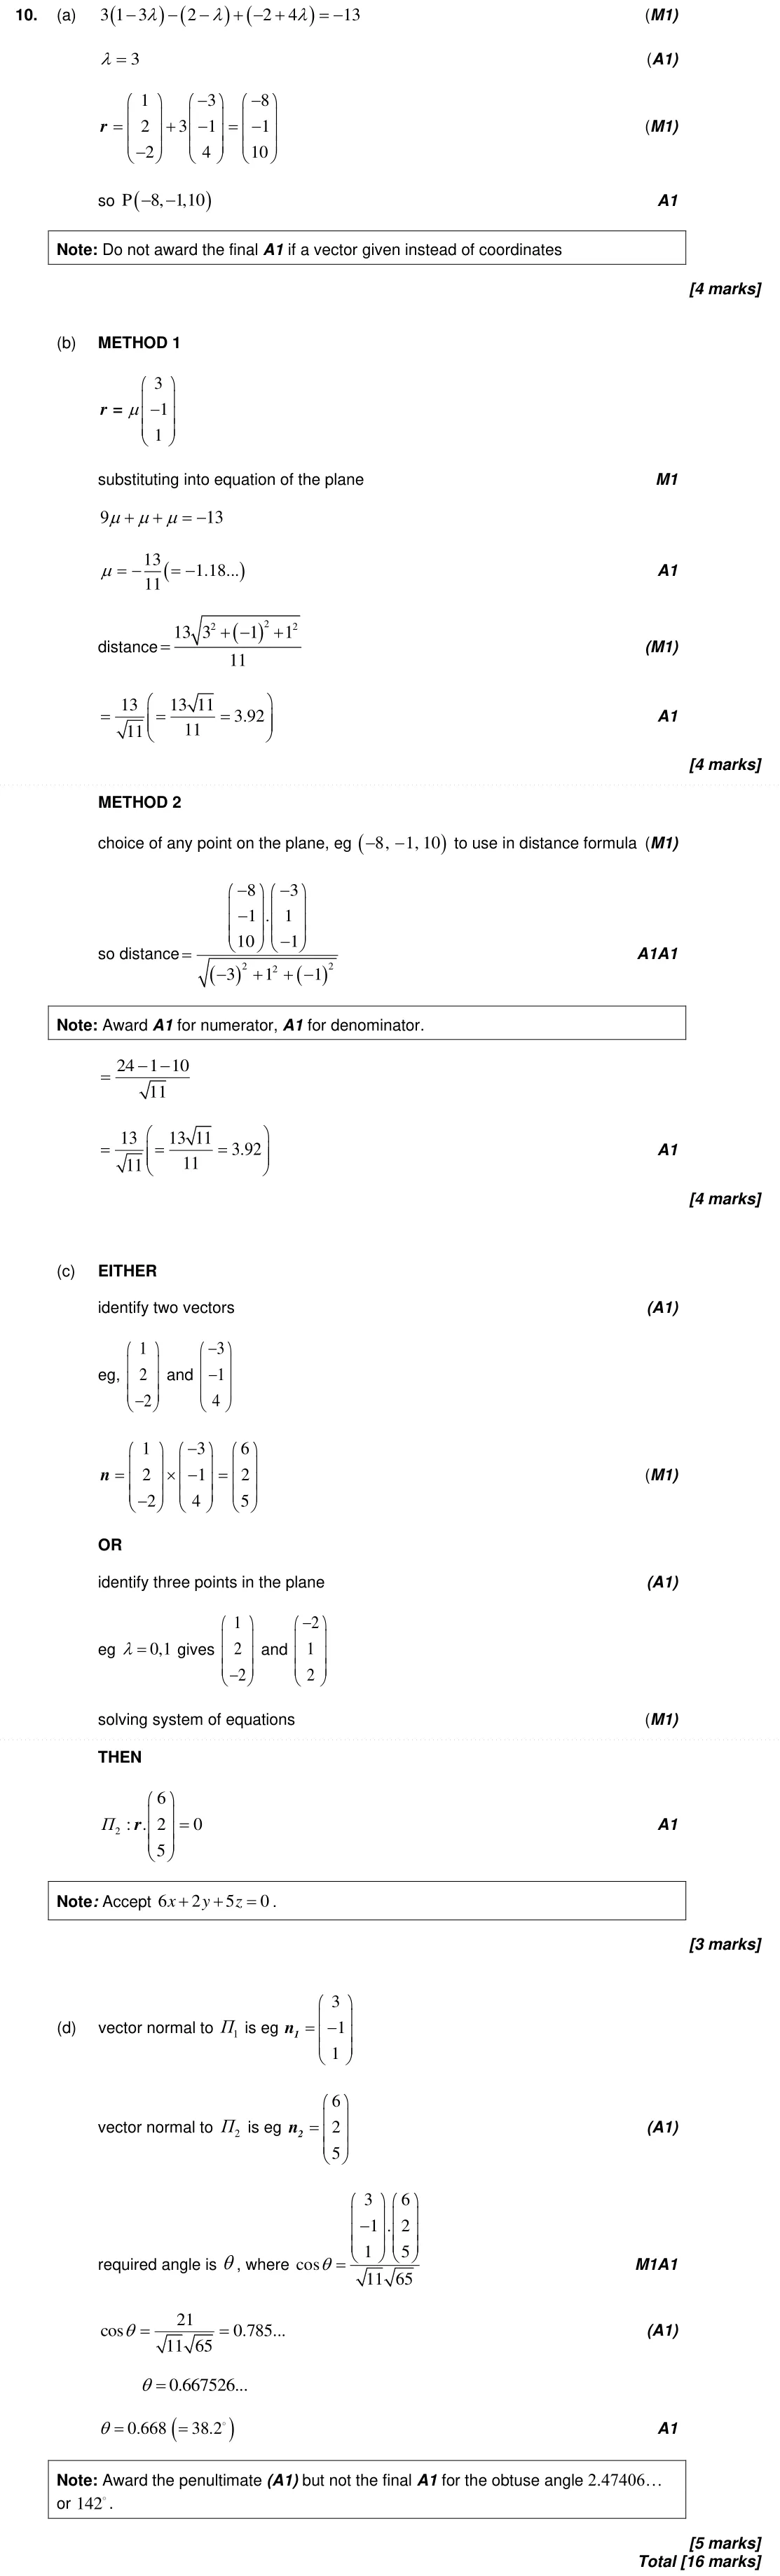 10. (a) 3(1−3λ)−(2−λ)+(−2+4λ)=−13 (M1)
λ=3 (A1)
r = (1 2 −2) + 3(−3 −1 4) = (−8 −1 10) (M1)
so P(−8,−1,10) A1
Note: Do not award the final A1 if a vector given instead of coordinates
[4 marks]
(b) METHOD 1
r = μ(3 −1 1)
substituting into equation of the plane M1
9μ+μ+μ=−13
μ=−13/11(=−1.18...) A1
distance = 13√(3²+(−1)²+1²)/11 (M1)
= 13/√11 (= 13√11/11 = 3.92) A1
[4 marks]
METHOD 2
choice of any point on the plane, eg (−8, −1, 10) to use in distance formula (M1)
so distance = (−8 −1 10).(−3 1 −1)/√((−3)²+1²+(−1)²) A1A1
Note: Award A1 for numerator, A1 for denominator.
= (24−1−10)/√11
= 13/√11 (= 13√11/11 = 3.92) A1
[4 marks]
(c) EITHER
identify two vectors (A1)
eg, (1 2 −2) and (−3 −1 4)
n = (1 2 −2) × (−3 −1 4) = (6 2 5) (M1)
OR
identify three points in the plane (A1)
eg λ=0,1 gives (1 2 −2) and (−2 1 2)
solving system of equations (M1)
THEN
Π₂ : r.(6 2 5) = 0 A1
Note: Accept 6x+2y+5z=0.
[3 marks]
(d) vector normal to Π₁ is eg n₁ = (3 −1 1)
vector normal to Π₂ is eg n₂ = (6 2 5) (A1)
required angle is θ, where cosθ = (3 −1 1).(6 2 5)/√11√65 M1A1
cosθ = 21/√11√65 = 0.785... (A1)
θ=0.667526...
θ=0.668 (=38.2°) A1
Note: Award the penultimate (A1) but not the final A1 for the obtuse angle 2.47406…
or 142°.
[5 marks]
Total [16 marks]